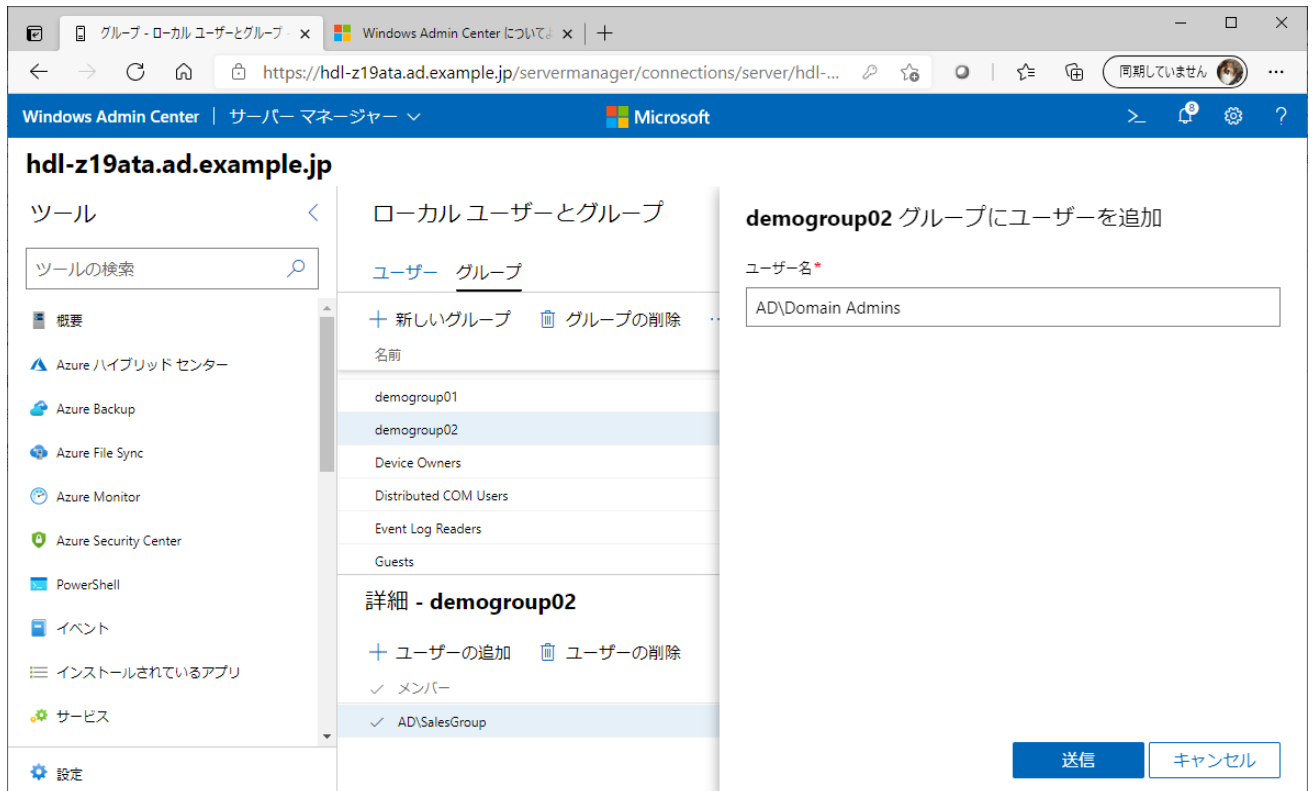 グループ - ローカル ユーザーとグループ -
Windows Admin Center について
https://hdl-z19ata.ad.example.jp/servermanager/connections/server/hdl-...
同期していません
Windows Admin Center | サーバー マネージャー
Microsoft
8
hdl-z19ata.ad.example.jp
ツール
ツールの検索
概要
Azure ハイブリッド センター
Azure Backup
Azure File Sync
Azure Monitor
Azure Security Center
PowerShell
イベント
インストールされているアプリ
サービス
設定
ローカル ユーザーとグループ
ユーザー グループ
新しいグループ グループの削除 ...
名前
demogroup01
demogroup02
Device Owners
Distributed COM Users
Event Log Readers
Guests
詳細 - demogroup02
ユーザーの追加 ユーザーの削除
メンバー
AD\SalesGroup
demogroup02 グループにユーザーを追加
ユーザー名*
AD\Domain Admins
送信 キャンセル